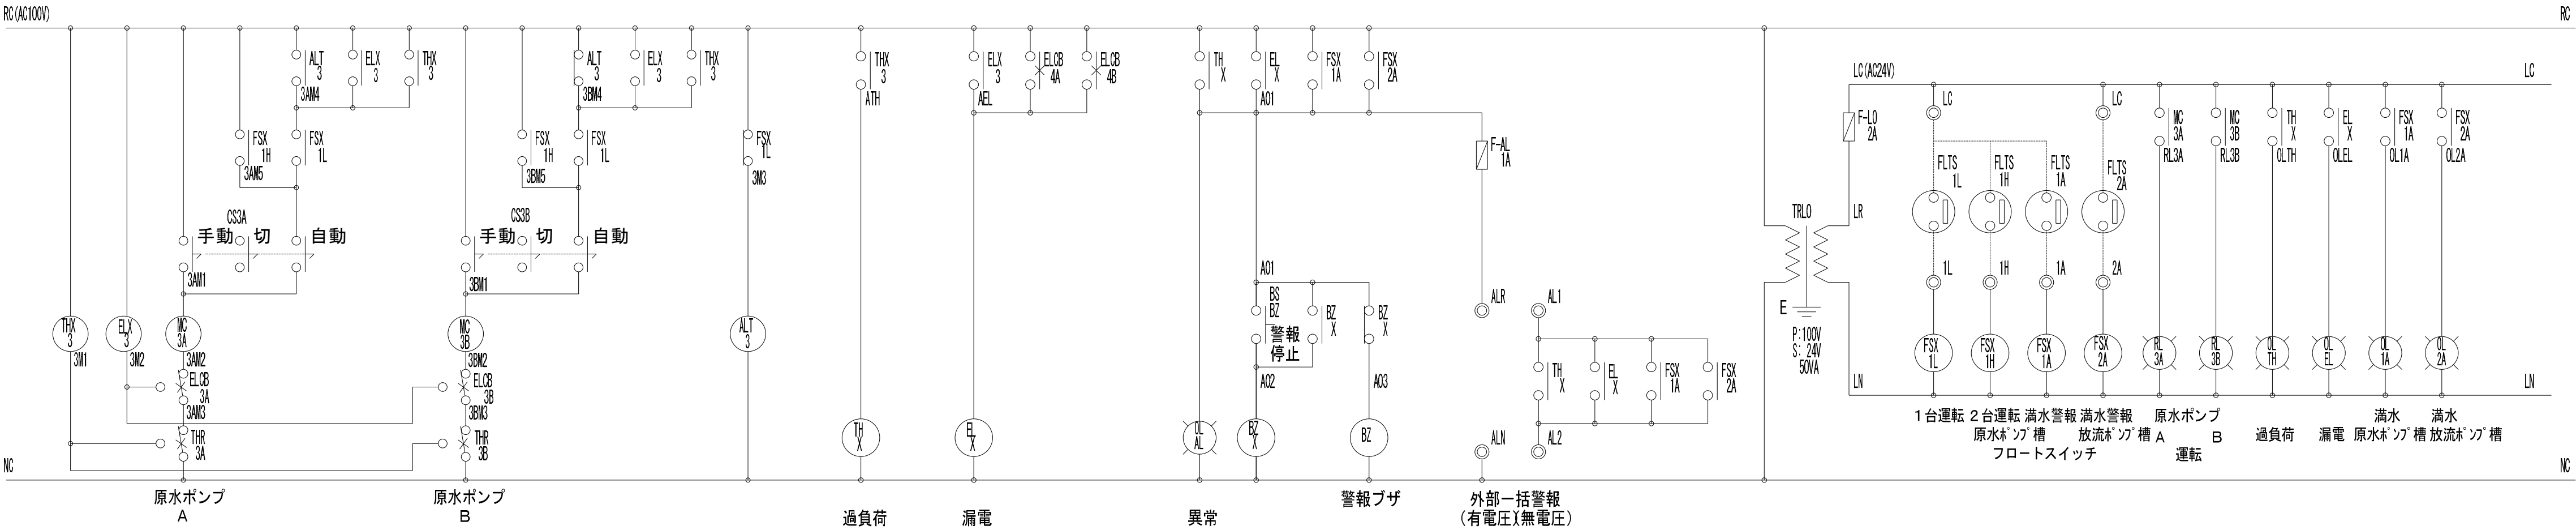 RC(AC100V)
RC
THX
3
3M1
ELX
3
3M2
CS3A
手動 切 自動
ALT
3
3AM4
ELX
3
THX
3
FSX
1H
3AM5
FSX
1L
3AM1
MC
3A
3AM2
ELCB
3A
3AM3
THR
3A
原水ポンプ
A
CS3B
手動 切 自動
ALT
3
3BM4
ELX
3
THX
3
FSX
1H
3BM5
FSX
1L
3BM1
MC
3B
3BM2
ELCB
3B
3BM3
THR
3B
原水ポンプ
B
FSX
1L
3M3
ALT
3
THX
3
ATH
TH
X
過負荷
ELX
3
AEL
ELCB
4A
ELCB
4B
EL
X
漏電
TH
X
EL
X
A01
FSX
1A
FSX
2A
OL
AL
異常
A01
BS
BZ
警報
停止
BZ
X
A02
BZ
X
BZ
X
A03
BZ
警報ブザ
F-AL
1A
ALR
ALN
AL1
TH
X
EL
X
FSX
1A
FSX
2A
AL2
外部一括警報
(有電圧)(無電圧)
TRLO
E
P:100V
S: 24V
50VA
LC(AC24V)
LC
F-LO
2A
LR
LN
LN
LC
FLTS
1L
1L
FSX
1L
FLTS
1H
1H
FSX
1H
FLTS
1A
1A
FSX
1A
LC
FLTS
2A
2A
FSX
2A
MC
3A
RL3A
RL
3A
MC
3B
RL3B
RL
3B
TH
X
OLTH
OL
TH
EL
X
OLEL
OL
EL
FSX
1A
OL1A
OL
1A
FSX
2A
OL2A
OL
2A
1台運転 2台運転 満水警報 満水警報
原水ポンプ槽 放流ポンプ槽
フロートスイッチ
原水ポンプ
A B
運転
過負荷
漏電
満水
原水ポンプ槽
満水
放流ポンプ槽
NC
NC